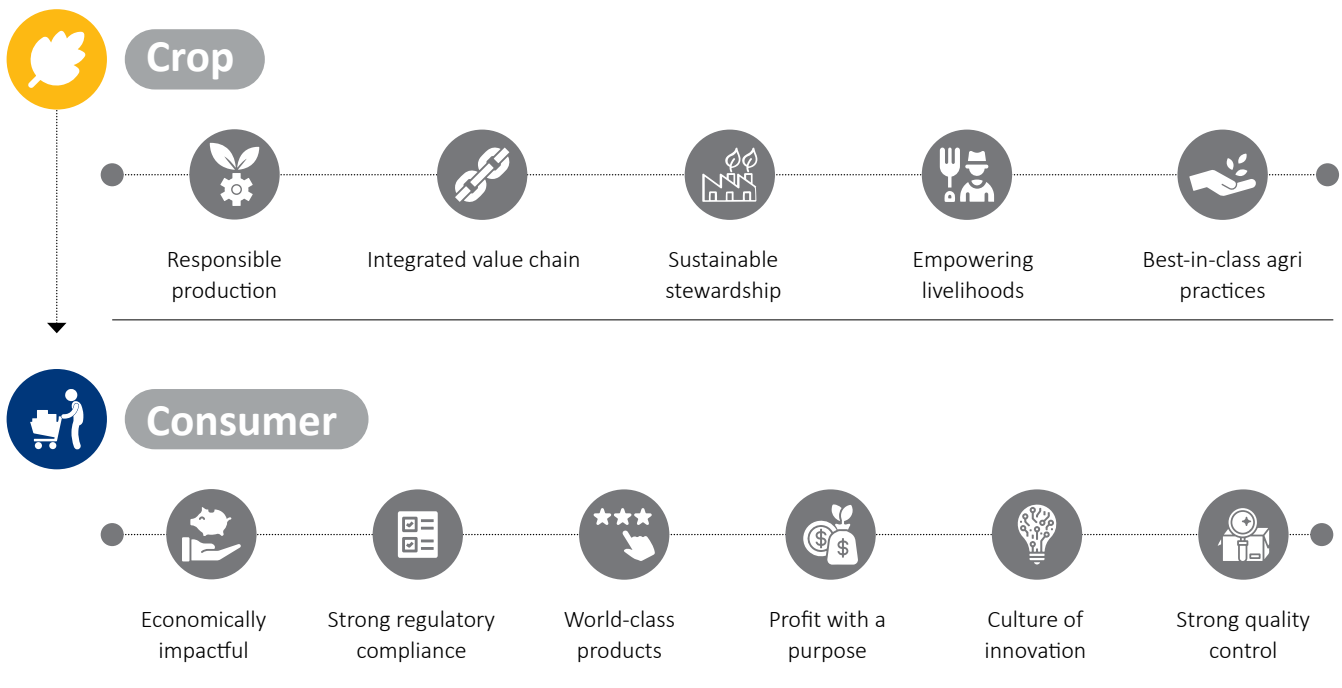 Crop
Responsible
production
Integrated value chain
Sustainable
stewardship
Empowering
livelihoods
Best-in-class agri
practices
Consumer
Economically
impactful
Strong regulatory
compliance
World-class
products
Profit with a
purpose
Culture of
innovation
Strong quality
control